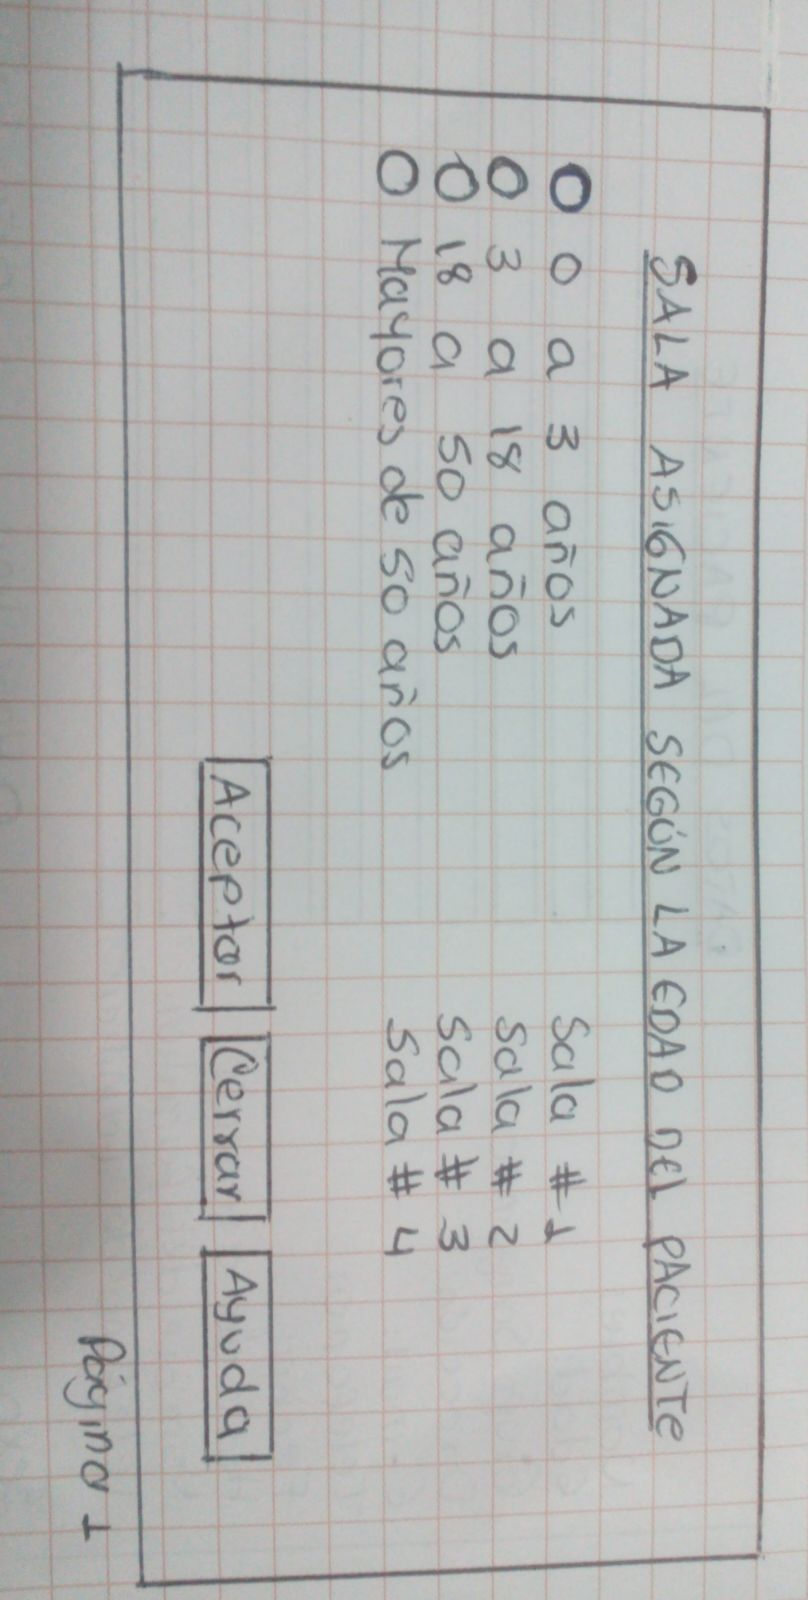 SALA ASIGNADA SEGÚN LA EDAD DEL PACIENTE
O 0 a 3 años Sala #1
O 3 a 18 años Sala #2
O 18 a 50 años Sala #3
O Mayores de 50 años Sala #4
Aceptar Cerrar Ayuda
Página 1